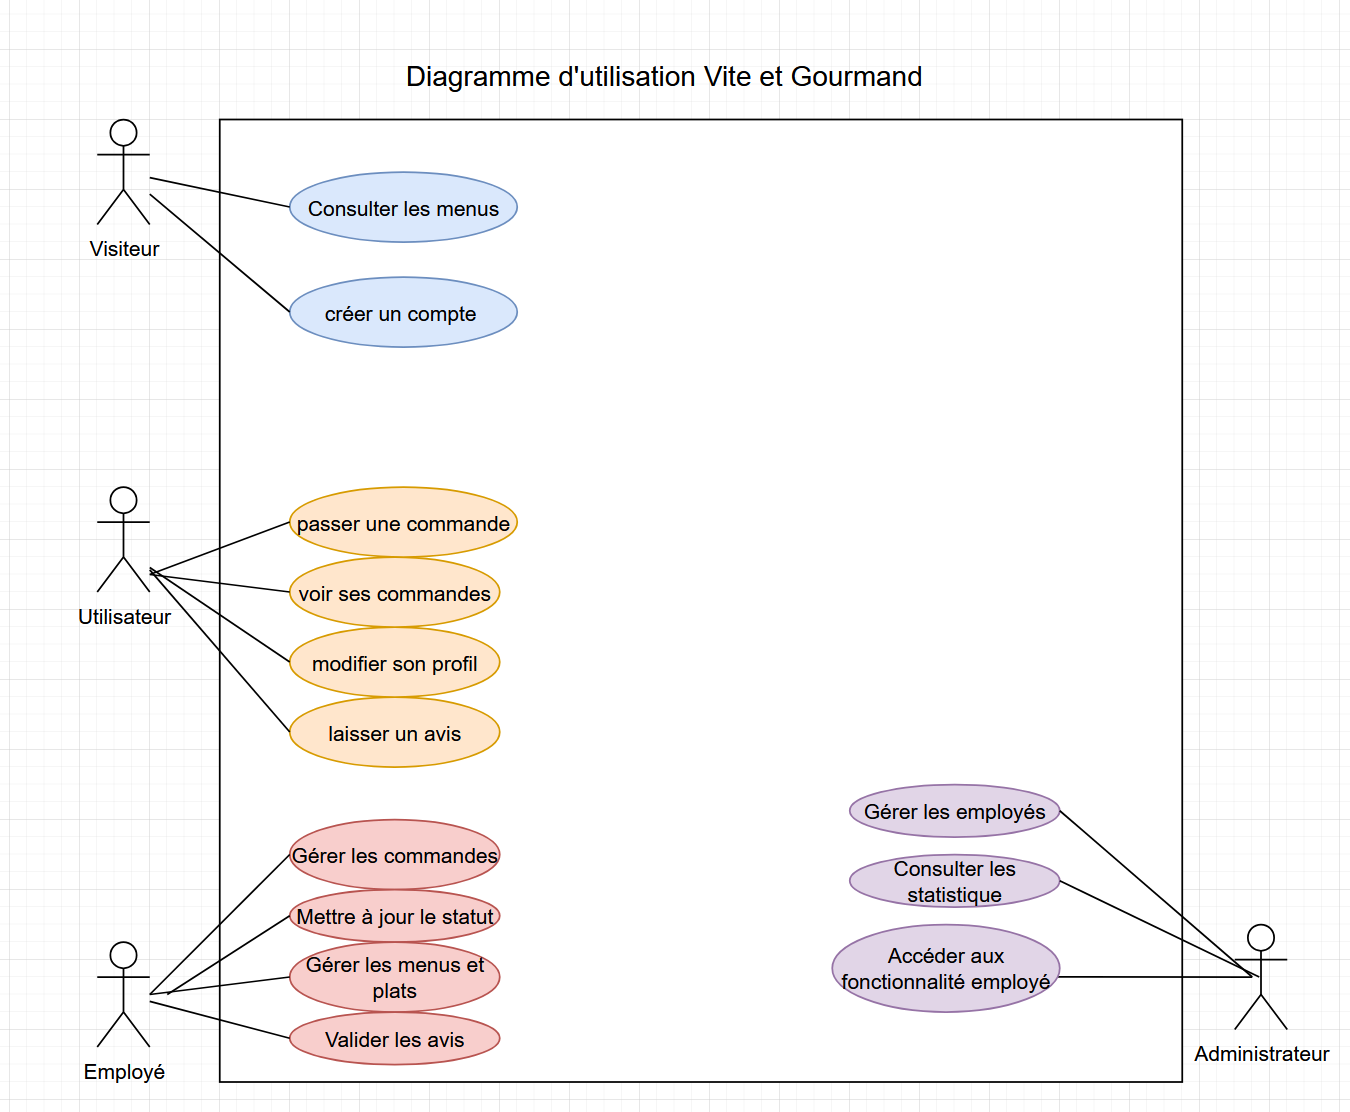 Diagramme d'utilisation Vite et Gourmand
Visiteur
Consulter les menus
créer un compte
Utilisateur
passer une commande
voir ses commandes
modifier son profil
laisser un avis
Employé
Gérer les commandes
Mettre à jour le statut
Gérer les menus et
plats
Valider les avis
Gérer les employés
Consulter les
statistique
Accéder aux
fonctionnalité employé
Administrateur